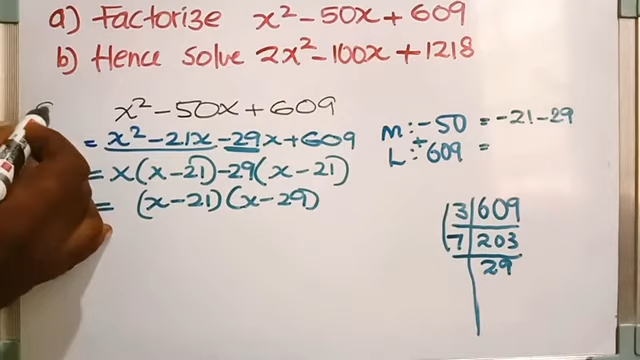 a) Factorize x² - 50x + 609
b) Hence Solve 2x² - 100x + 1218
x² - 50x + 609
= x² - 21x - 29x + 609
= x(x - 21) - 29(x - 21)
= (x - 21)(x - 29)
M: - 50 = -21 - 29
L: + 609 =
3 | 609
7 | 203
29